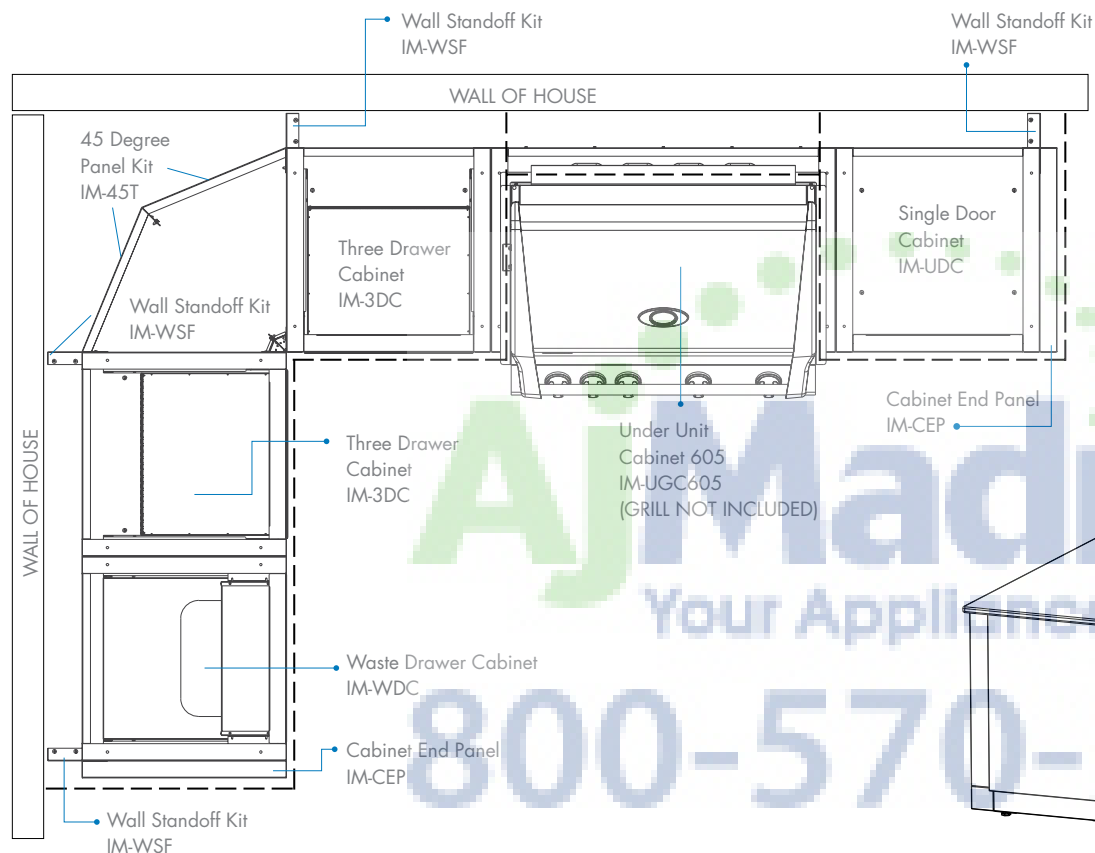 Wall Standoff Kit
IM-WSF
Wall Standoff Kit
IM-WSF
WALL OF HOUSE
45 Degree
Panel Kit
IM-45T
Three Drawer
Cabinet
IM-3DC
Single Door
Cabinet
IM-UDC
Wall Standoff Kit
IM-WSF
WALL OF HOUSE
Three Drawer
Cabinet
IM-3DC
Under Unit
Cabinet 605
IM-UGC605
(GRILL NOT INCLUDED)
Cabinet End Panel
IM-CEP
AjMad
Your Appliance
Waste Drawer Cabinet
IM-WDC
800-570-
Cabinet End Panel
IM-CEP
Wall Standoff Kit
IM-WSF